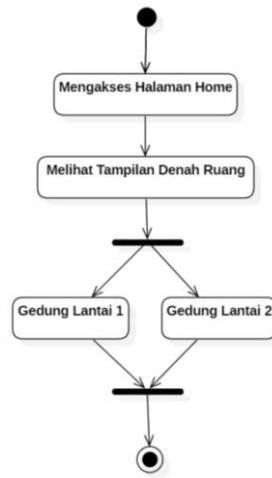 Mengakses Halaman Home
Melihat Tampilan Denah Ruang
Gedung Lantai 1
Gedung Lantai 2